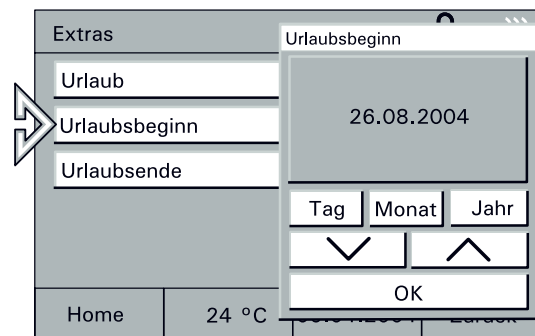 Extras
Urlaub
Urlaubsbeginn
Urlaubsende
Urlaubsbeginn
26.08.2004
Tag Monat Jahr
OK
Home 24 °C